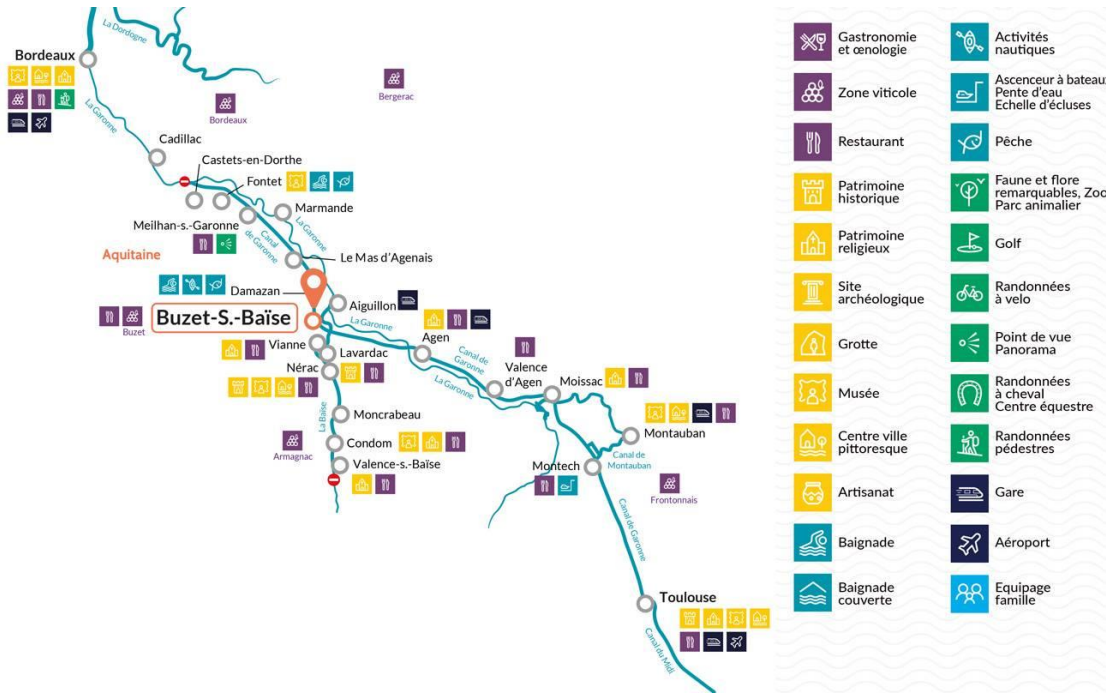 La Dordogne
Bordeaux
Bergerac
La Garonne
Bordeaux
Cadillac
Castets-en-Dorthe
Fontet
Marmande
Meilhan-s.-Garonne
Canal
de Garonne
La Garonne
Aquitaine
Le Mas d'Agenais
Damazan
Aiguillon
Buzet-S.-Baïse
Buzet
La Garonne
Vianne
Lavardac
Agen
Canal de
Garonne
La Garonne
Valence
d'Agen
Nérac
Moissac
La Baïse
Moncrabeau
Montauban
Condom
Armagnac
Canal de
Montauban
Valence-s.-Baïse
Montech
Frontonnais
Canal de Garonne
Toulouse
Canal du Midi
Gastronomie
et œnologie
Zone viticole
Restaurant
Patrimoine
historique
Patrimoine
religieux
Site
archéologique
Grotte
Musée
Centre ville
pittoresque
Artisanat
Baignade
Baignade
couverte
Activités
nautiques
Ascenceur à bateaux
Pente d'eau
Echelle d'écluses
Pêche
Faune et flore
remarquables, Zoo
Parc animalier
Golf
Randonnées
à velo
Point de vue
Panorama
Randonnées
à cheval
Centre équestre
Randonnées
pédestres
Gare
Aéroport
Equipage
famille